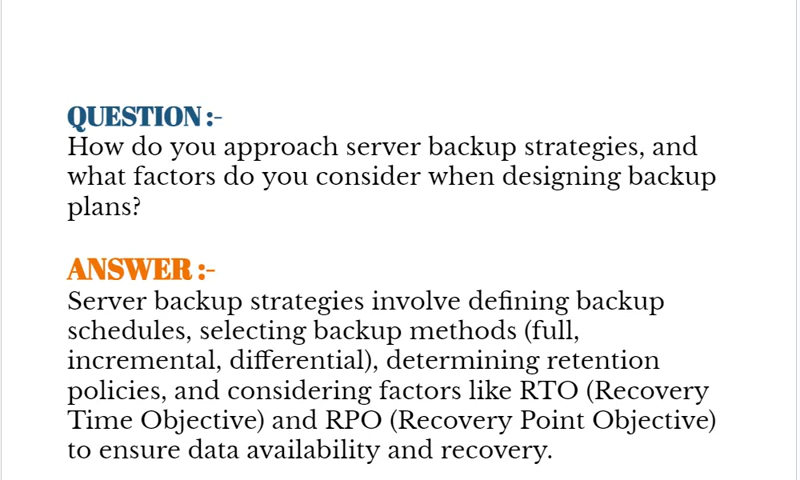 QUESTION :-
How do you approach server backup strategies, and
what factors do you consider when designing backup
plans?
ANSWER :-
Server backup strategies involve defining backup
schedules, selecting backup methods (full,
incremental, differential), determining retention
policies, and considering factors like RTO (Recovery
Time Objective) and RPO (Recovery Point Objective)
to ensure data availability and recovery.